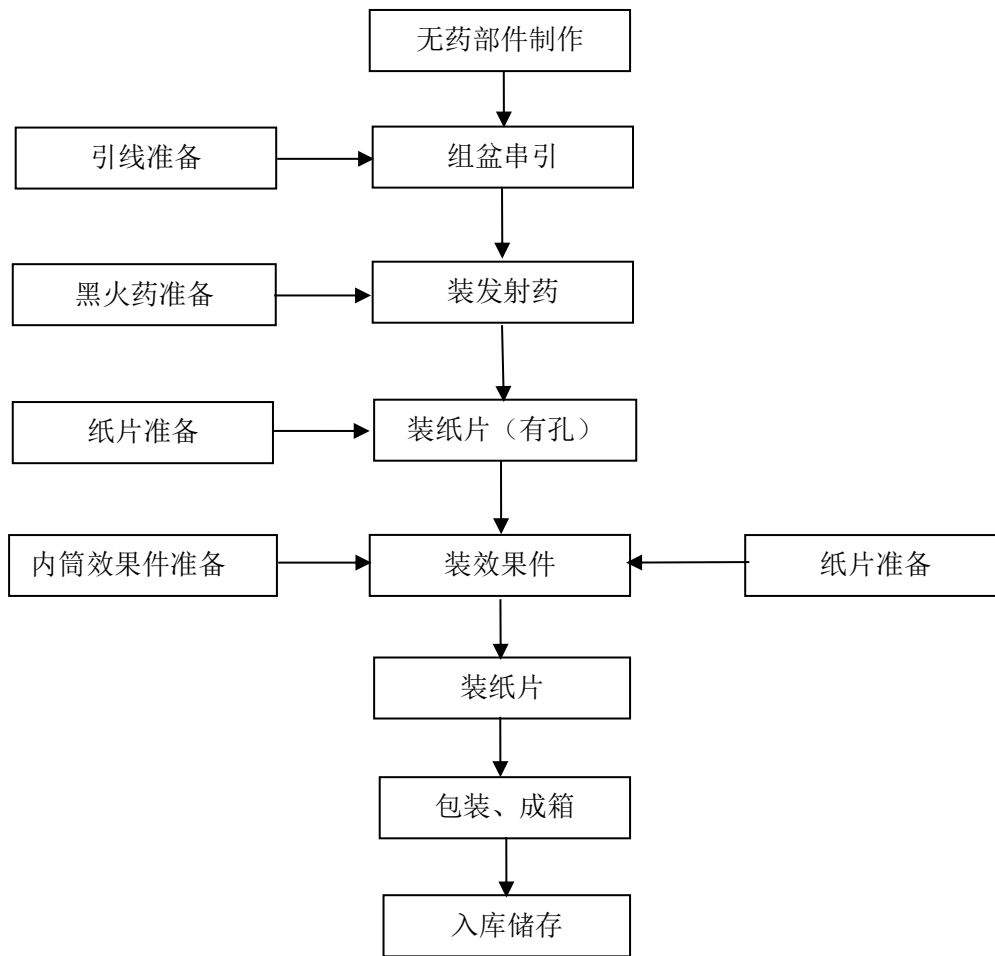 无药部件制作
引线准备
组盆串引
黑火药准备
装发射药
纸片准备
装纸片（有孔）
内筒效果件准备
装效果件
纸片准备
装纸片
包装、成箱
入库储存